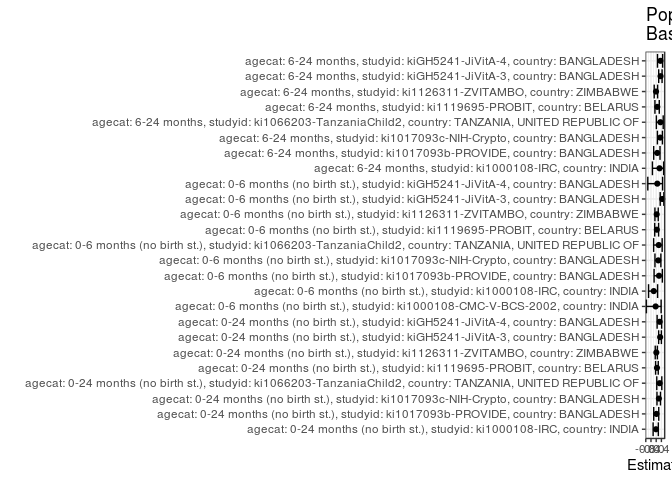 Pop
Bas
agecat: 6-24 months, studyid: kiGH5241-JiVitA-4, country: BANGLADESH
agecat: 6-24 months, studyid: kiGH5241-JiVitA-3, country: BANGLADESH
agecat: 6-24 months, studyid: ki1126311-ZVITAMBO, country: ZIMBABWE
agecat: 6-24 months, studyid: ki1119695-PROBIT, country: BELARUS
agecat: 6-24 months, studyid: ki1066203-TanzaniaChild2, country: TANZANIA, UNITED REPUBLIC OF
agecat: 6-24 months, studyid: ki1017093c-NIH-Crypto, country: BANGLADESH
agecat: 6-24 months, studyid: ki1017093b-PROVIDE, country: BANGLADESH
agecat: 6-24 months, studyid: ki1000108-IRC, country: INDIA
agecat: 0-6 months (no birth st.), studyid: kiGH5241-JiVitA-4, country: BANGLADESH
agecat: 0-6 months (no birth st.), studyid: kiGH5241-JiVitA-3, country: BANGLADESH
agecat: 0-6 months (no birth st.), studyid: ki1126311-ZVITAMBO, country: ZIMBABWE
agecat: 0-6 months (no birth st.), studyid: ki1119695-PROBIT, country: BELARUS
agecat: 0-6 months (no birth st.), studyid: ki1066203-TanzaniaChild2, country: TANZANIA, UNITED REPUBLIC OF
agecat: 0-6 months (no birth st.), studyid: ki1017093c-NIH-Crypto, country: BANGLADESH
agecat: 0-6 months (no birth st.), studyid: ki1017093b-PROVIDE, country: BANGLADESH
agecat: 0-6 months (no birth st.), studyid: ki1000108-IRC, country: INDIA
agecat: 0-6 months (no birth st.), studyid: ki1000108-CMC-V-BCS-2002, country: INDIA
agecat: 0-24 months (no birth st.), studyid: kiGH5241-JiVitA-4, country: BANGLADESH
agecat: 0-24 months (no birth st.), studyid: kiGH5241-JiVitA-3, country: BANGLADESH
agecat: 0-24 months (no birth st.), studyid: ki1126311-ZVITAMBO, country: ZIMBABWE
agecat: 0-24 months (no birth st.), studyid: ki1119695-PROBIT, country: BELARUS
agecat: 0-24 months (no birth st.), studyid: ki1066203-TanzaniaChild2, country: TANZANIA, UNITED REPUBLIC OF
agecat: 0-24 months (no birth st.), studyid: ki1017093c-NIH-Crypto, country: BANGLADESH
agecat: 0-24 months (no birth st.), studyid: ki1017093b-PROVIDE, country: BANGLADESH
agecat: 0-24 months (no birth st.), studyid: ki1000108-IRC, country: INDIA
Estimat